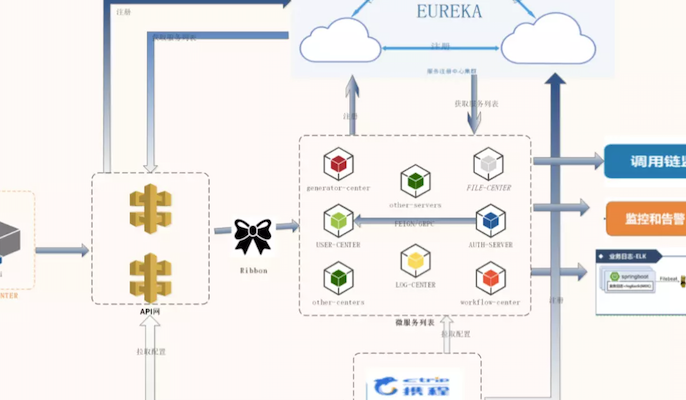 EUREKA
注册
获取服务列表
注册
服务注册中心集群
获取服务列表
注册
generator-center
other-servers
FILE-CENTER
调用链监
USER-CENTER
FEIGN/GRPC
AUTH-SERVER
监控和告警
Ribbon
业务日志-ELK
springboot
Filebeat
other-centers
LOG-CENTER
workflow-center
ENTER
API网
微服务列表
注册
拉取配置
拉取配置
ctrip
携程